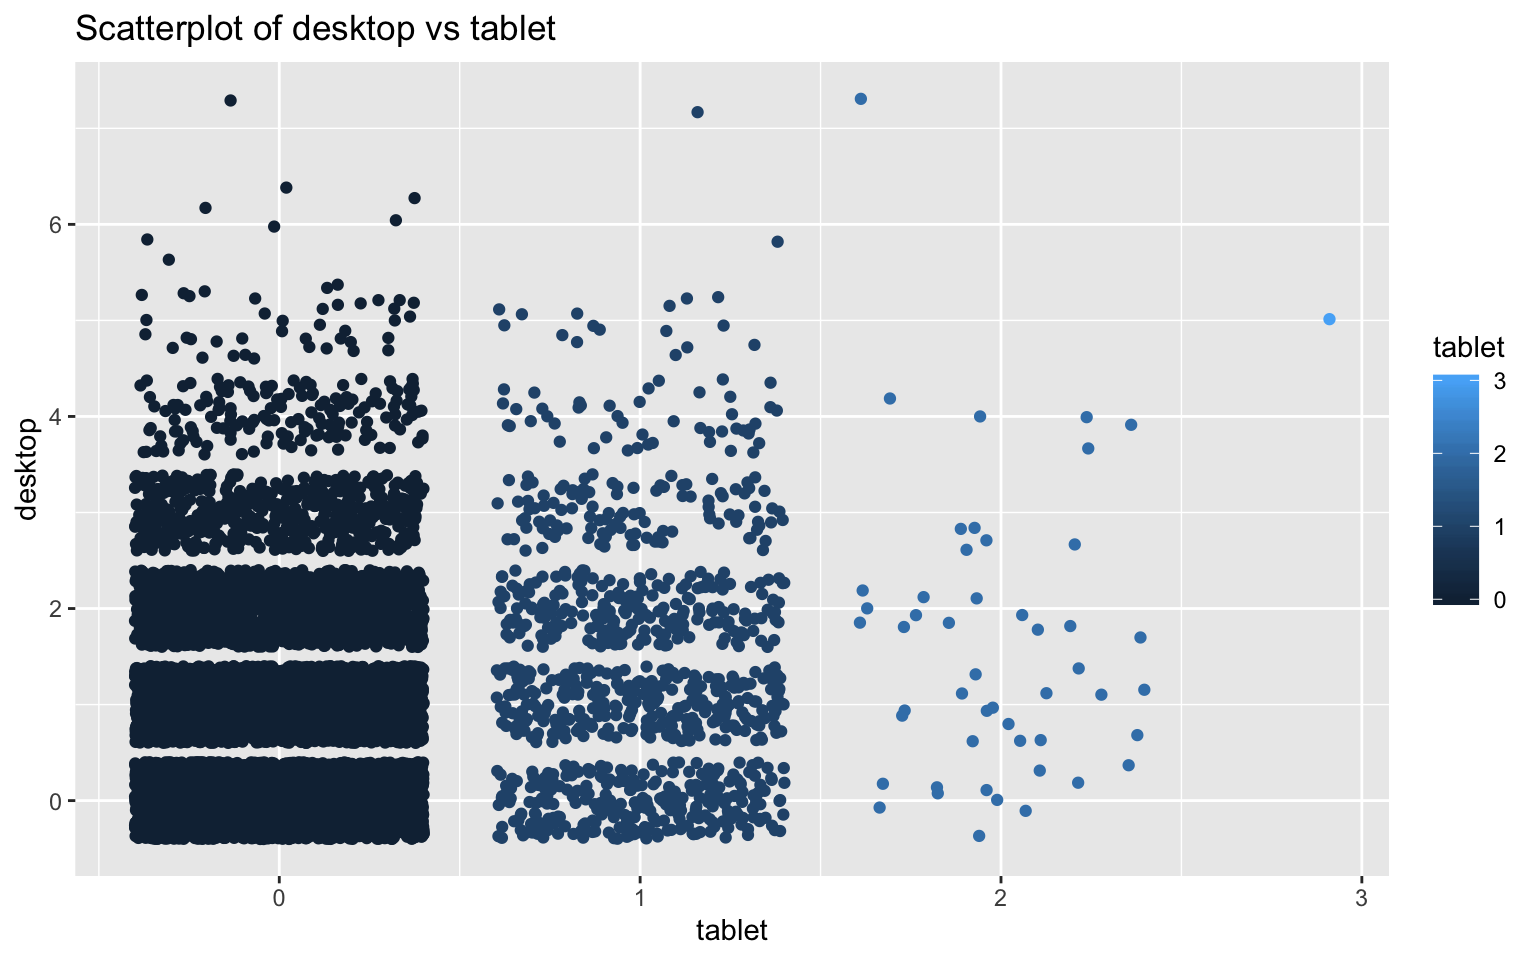 Scatterplot of desktop vs tablet
6
4
2
0
desktop
0 1 2 3
tablet
tablet
3
2
1
0